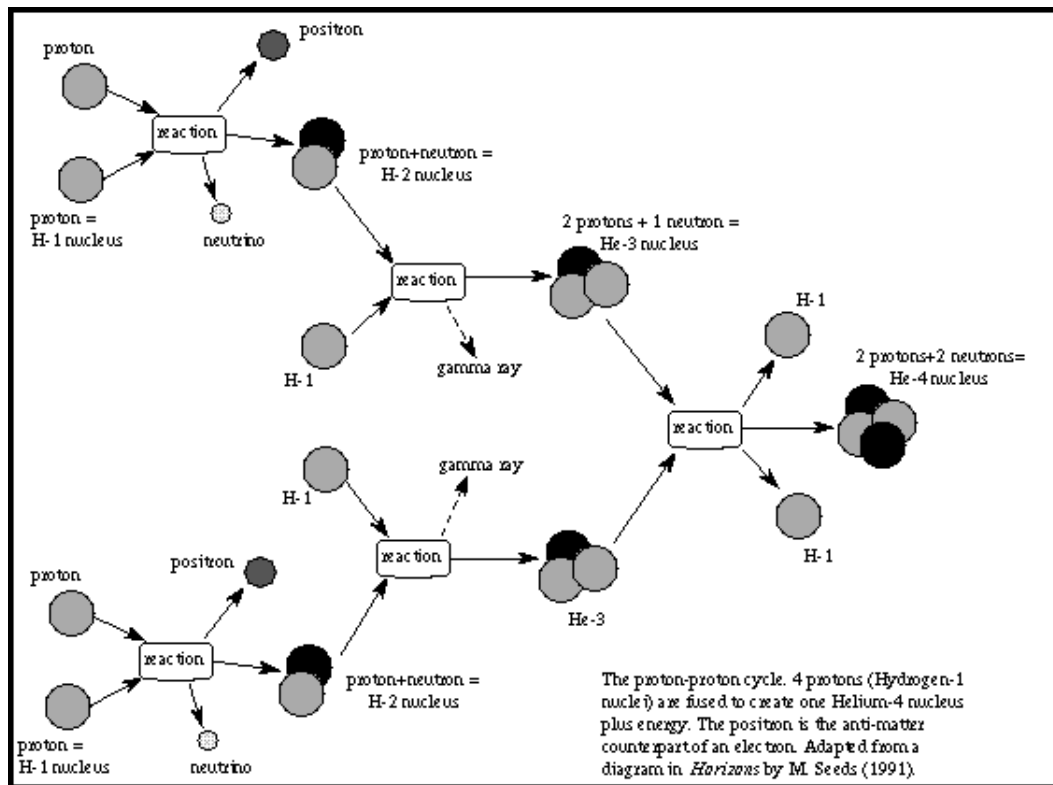 proton
positron
reaction
proton+neutron =
H-2 nucleus
proton =
H-1 nucleus
neutrino
2 protons + 1 neutron =
He-3 nucleus
reaction
H-1
gamma ray
H-1
2 protons+2 neutrons=
He-4 nucleus
reaction
H-1
gamma ray
H-1
reaction
He-3
proton
positron
reaction
proton+neutron =
H-2 nucleus
proton =
H-1 nucleus
neutrino
The proton-proton cycle. 4 protons (Hydrogen-1
nuclei) are fused to create one Helium-4 nucleus
plus energy. The positron is the anti-matter
counterpart of an electron. Adapted from a
diagram in Horizons by M. Seeds (1991).